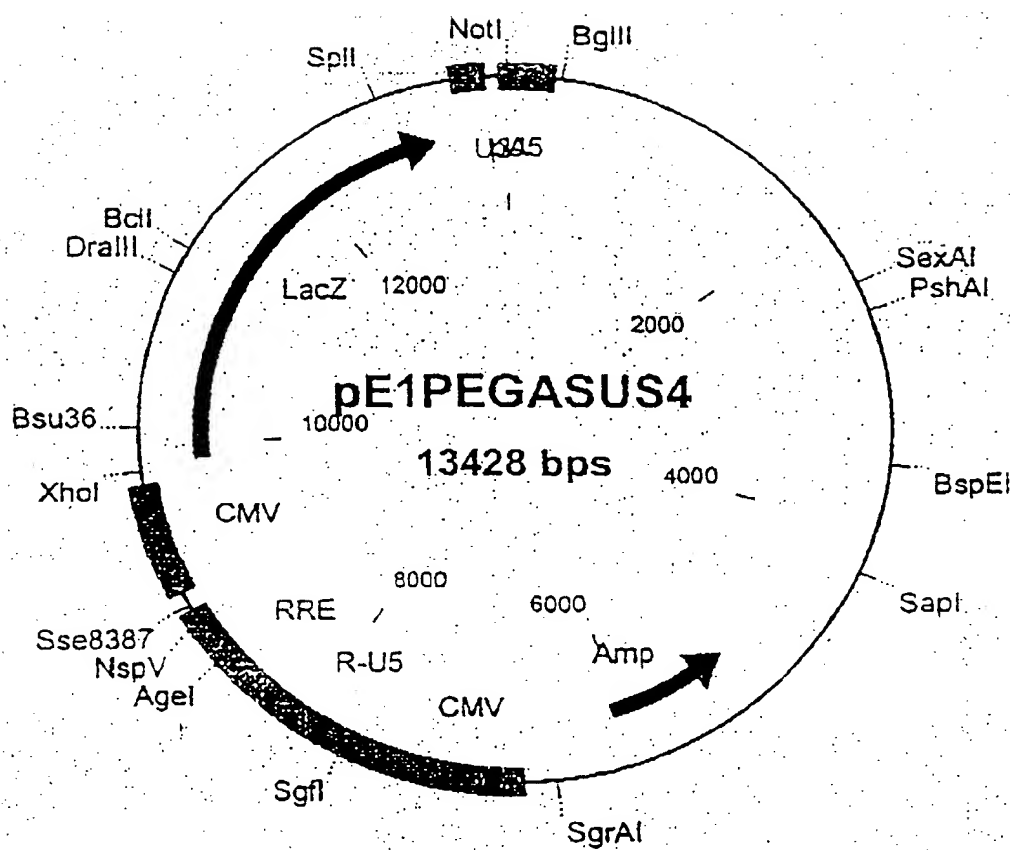 NotI
BglII
SplI
BclI
DraIII
LacZ
12000
SexAI
PshAI
2000
pE1PEGASUS4
13428 bps
Bsu36
10000
XhoI
CMV
4000
BspEI
8000
6000
RRE
SapI
Sse8387
NspV
AgeI
R-U5
Amp
CMV
SgfI
SgrAI